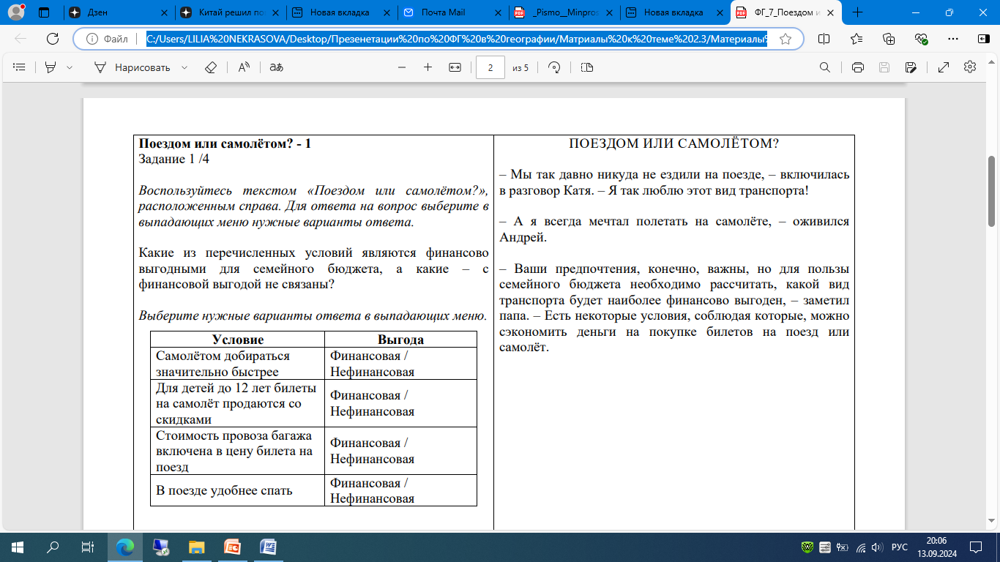 Дзен
Китай решил по
Новая вкладка
Почта Mail
_Pismo__Minpros
Новая вкладка
ФГ_7_Поездом и
Файл
C:/Users/LILIA%20NEKRASOVA/Desktop/Презенетации%20по%20ФГ%20в%20географии/Матриалы%20к%20теме%202.3/Материалы%
Нарисовать
2
из 5
Поездом или самолётом? - 1
Задание 1 /4
Воспользуйтесь текстом «Поездом или самолётом?»,
расположенным справа. Для ответа на вопрос выберите в
выпадающих меню нужные варианты ответа.
Какие из перечисленных условий являются финансово
выгодными для семейного бюджета, а какие – с
финансовой выгодой не связаны?
Выберите нужные варианты ответа в выпадающих меню.
Условие
Выгода
Самолётом добираться
значительно быстрее
Финансовая /
Нефинансовая
Для детей до 12 лет билеты
на самолёт продаются со
скидками
Финансовая /
Нефинансовая
Стоимость провоза багажа
включена в цену билета на
поезд
Финансовая /
Нефинансовая
В поезде удобнее спать
Финансовая /
Нефинансовая
ПОЕЗДОМ ИЛИ САМОЛЁТОМ?
– Мы так давно никуда не ездили на поезде, – включилась
в разговор Катя. – Я так люблю этот вид транспорта!
– А я всегда мечтал полетать на самолёте, – оживился
Андрей.
– Ваши предпочтения, конечно, важны, но для пользы
семейного бюджета необходимо рассчитать, какой вид
транспорта будет наиболее финансово выгоден, – заметил
папа. – Есть некоторые условия, соблюдая которые, можно
сэкономить деньги на покупке билетов на поезд или
самолёт.
РУС
20:06
13.09.2024